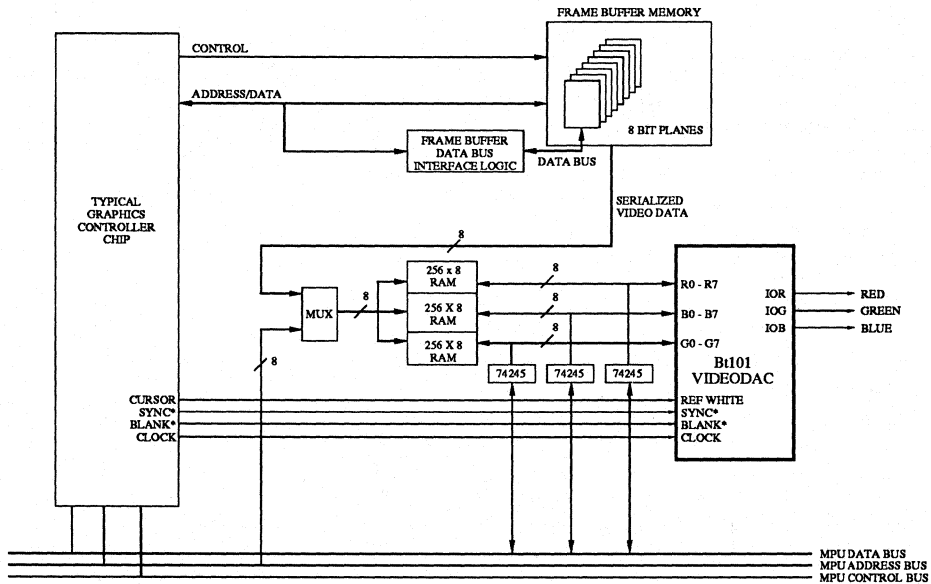 FRAME BUFFER MEMORY
CONTROL
ADDRESS/DATA
8 BIT PLANES
FRAME BUFFER
DATA BUS
INTERFACE LOGIC
DATA BUS
TYPICAL
GRAPHICS
CONTROLLER
CHIP
SERIALIZED
VIDEO DATA
8
MUX
8
256 x 8
RAM
256 X 8
RAM
256 X 8
RAM
8
8
8
R0 - R7
B0 - B7
G0 - G7
IOR
IOG
IOB
RED
GREEN
BLUE
Bt101
VIDEODAC
8
74245
74245
74245
CURSOR
SYNC*
BLANK*
CLOCK
REF WHITE
SYNC*
BLANK*
CLOCK
MPU DATA BUS
MPU ADDRESS BUS
MPU CONTROL BUS